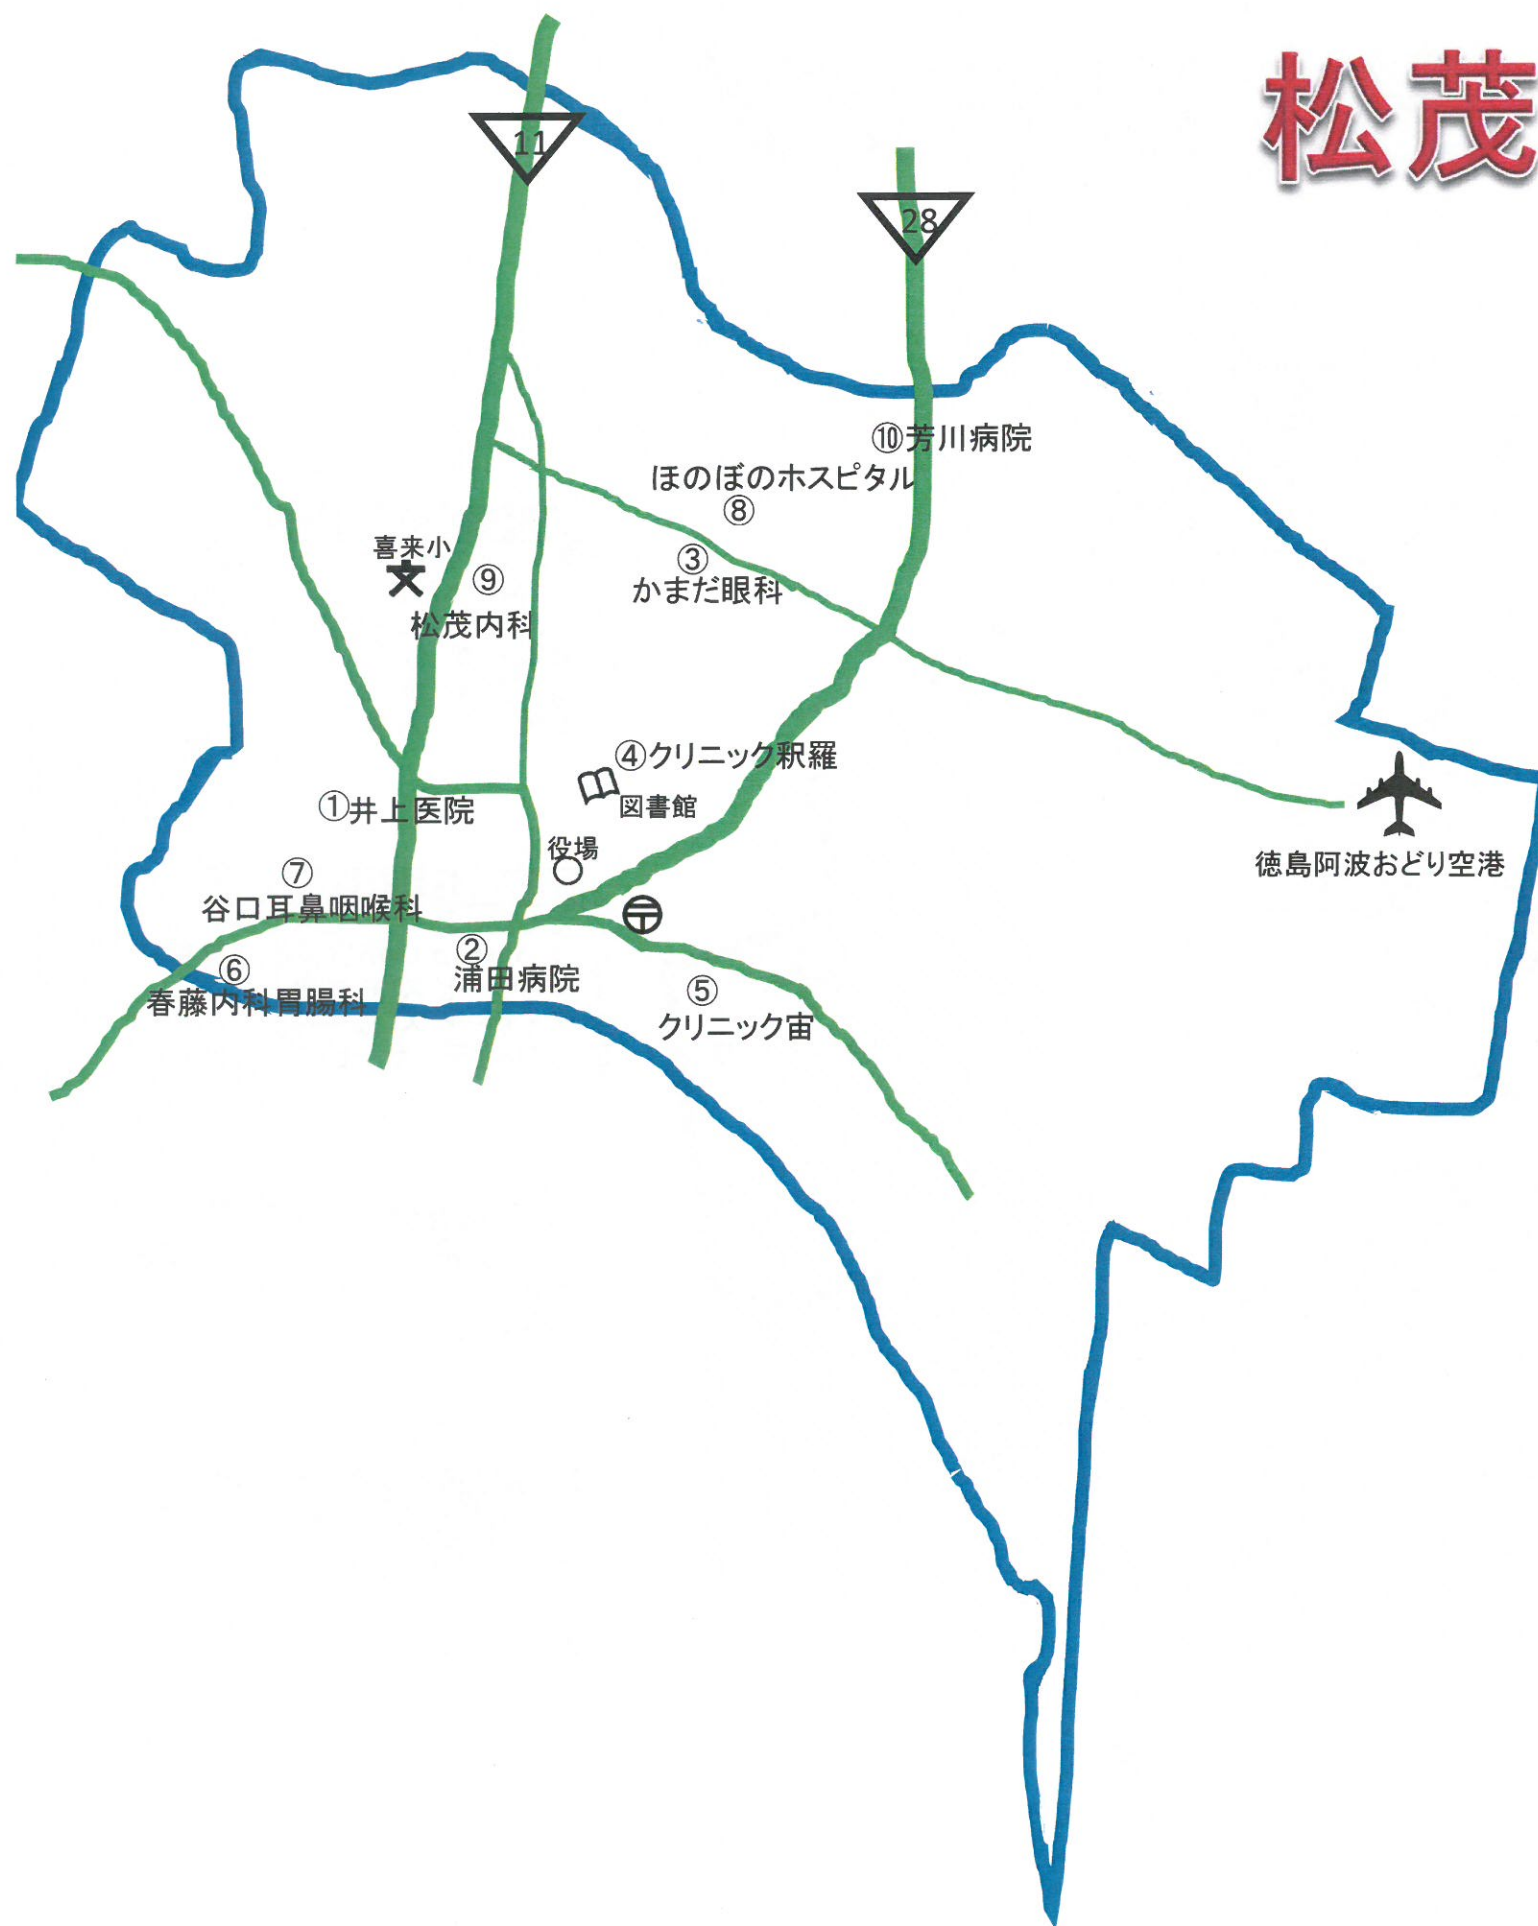 松茂
11
28
⑩芳川病院
ほのぼのホスピタル
⑧
喜来小
③
かまだ眼科
⑨
松茂内科
④クリニック釈羅
図書館
①井上医院
役場
徳島阿波おどり空港
⑦
谷口耳鼻咽喉科
②
浦田病院
⑥
春藤内科胃腸科
⑤
クリニック宙